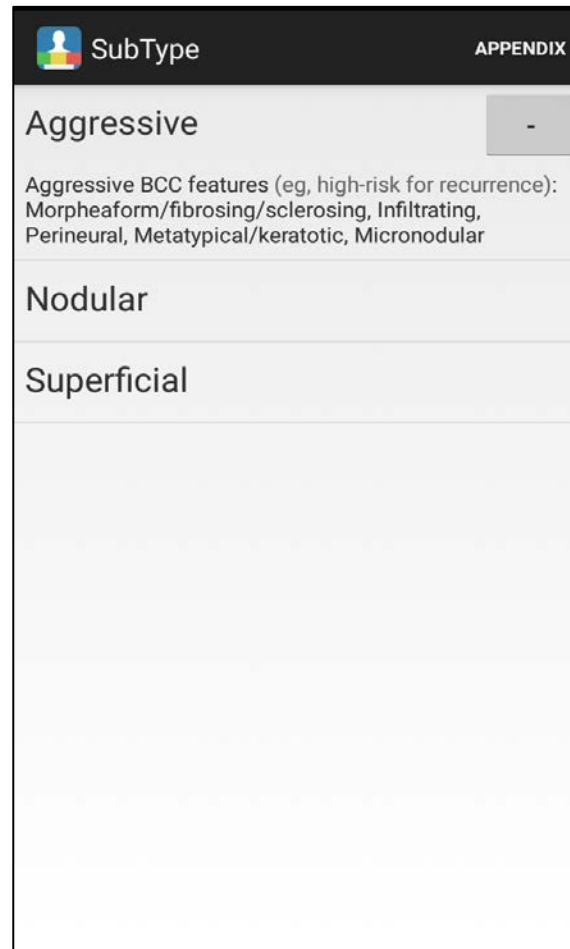 SubType
APPENDIX
Aggressive
-
Aggressive BCC features (eg, high-risk for recurrence):
Morpheaform/fibrosing/sclerosing, Infiltrating,
Perineural, Metatypical/keratotic, Micronodular
Nodular
Superficial